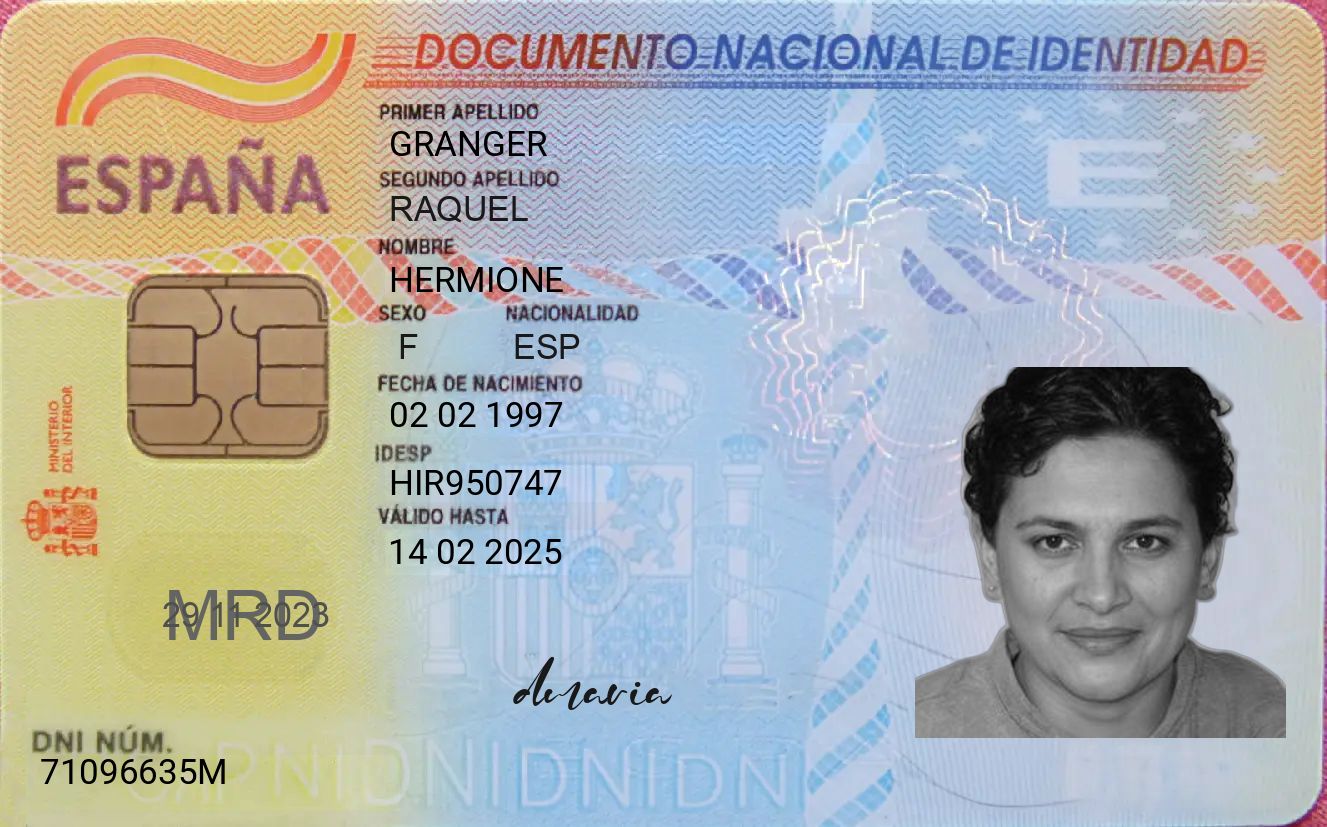 DOCUMENTO NACIONAL DE IDENTIDAD
ESPAÑA
PRIMER APELLIDO
GRANGER
SEGUNDO APELLIDO
RAQUEL
NOMBRE
HERMIONE
SEXO NACIONALIDAD
F ESP
FECHA DE NACIMIENTO
02 02 1997
IDESP
HIR950747
VÁLIDO HASTA
14 02 2025
MINISTERIO
DEL INTERIOR
E
29 11 2023
MRD
DNI NÚM.
71096635M
DNIDNIDNIDN